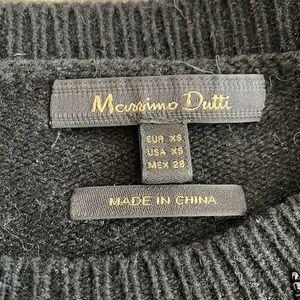 Massimo Dutti
EUR XS
USA XS
MEX 28
MADE IN CHINA